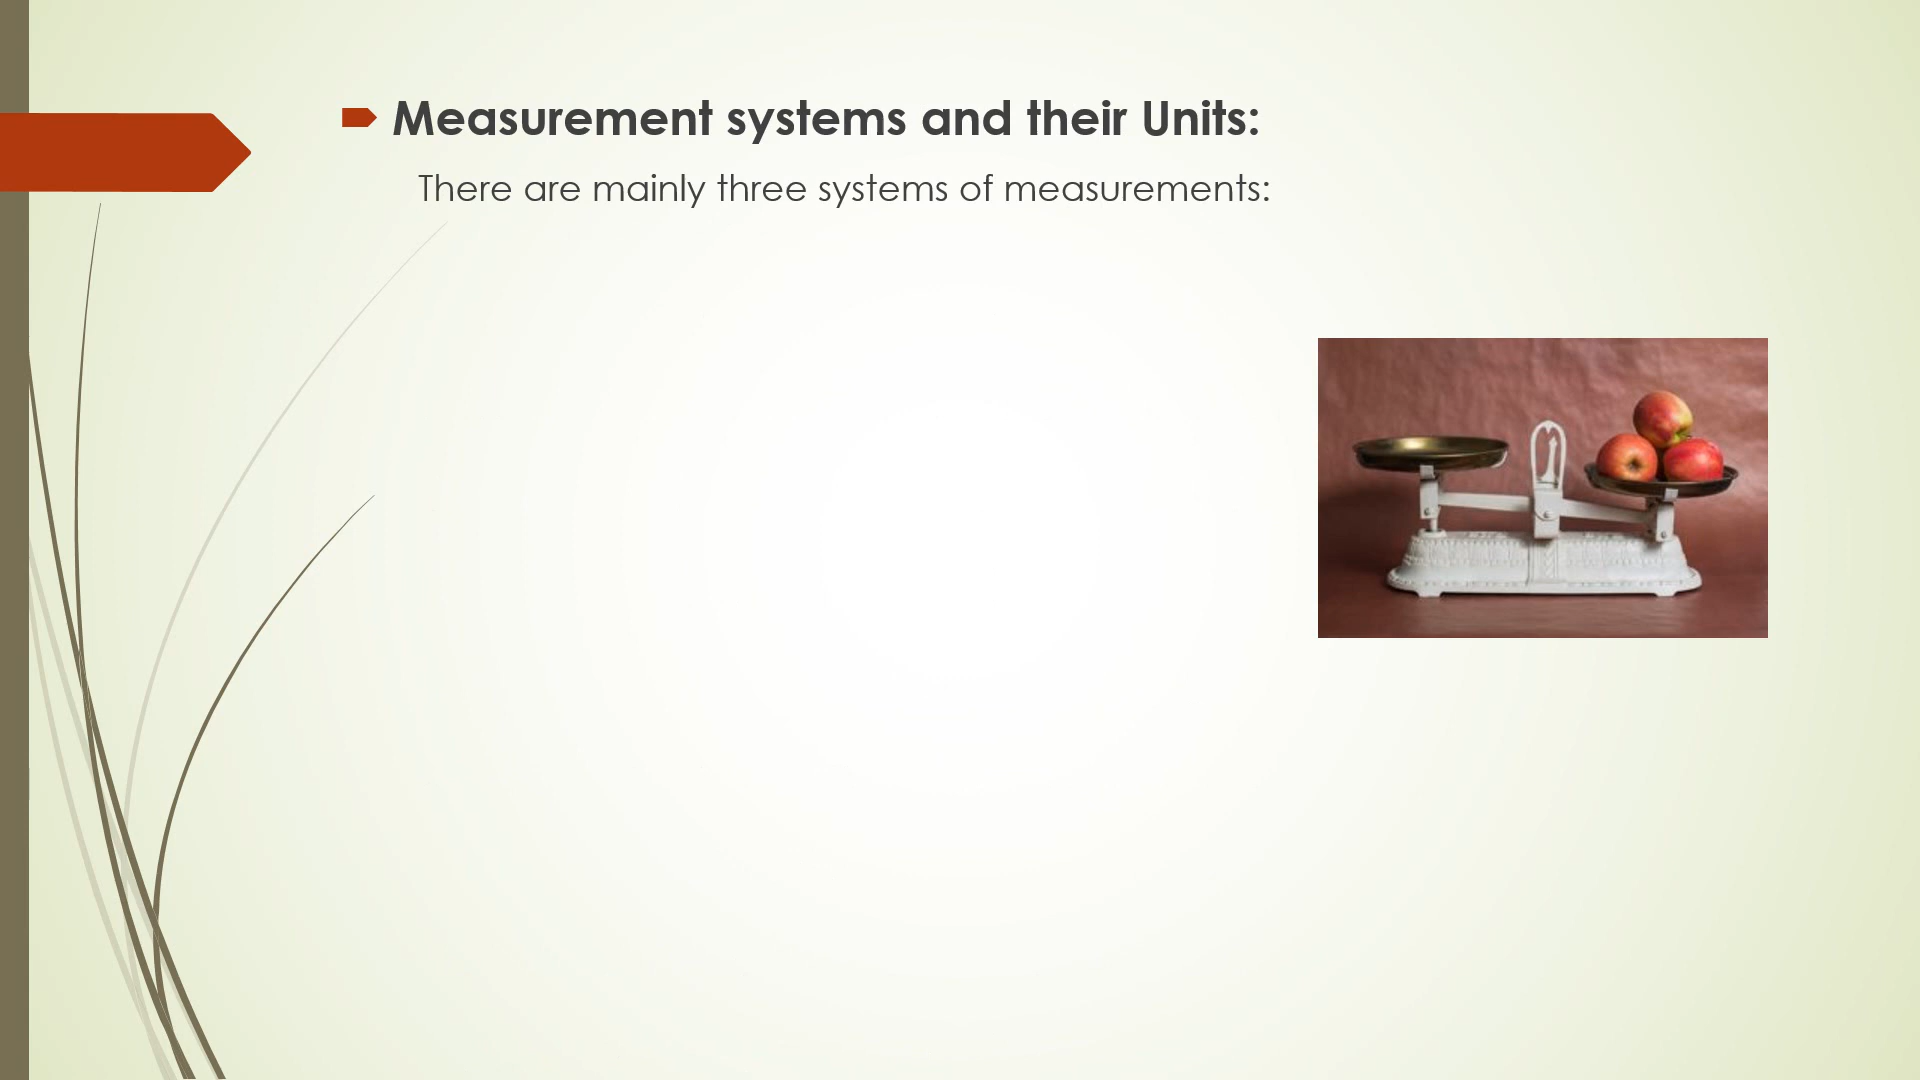 Measurement systems and their Units:
There are mainly three systems of measurements: